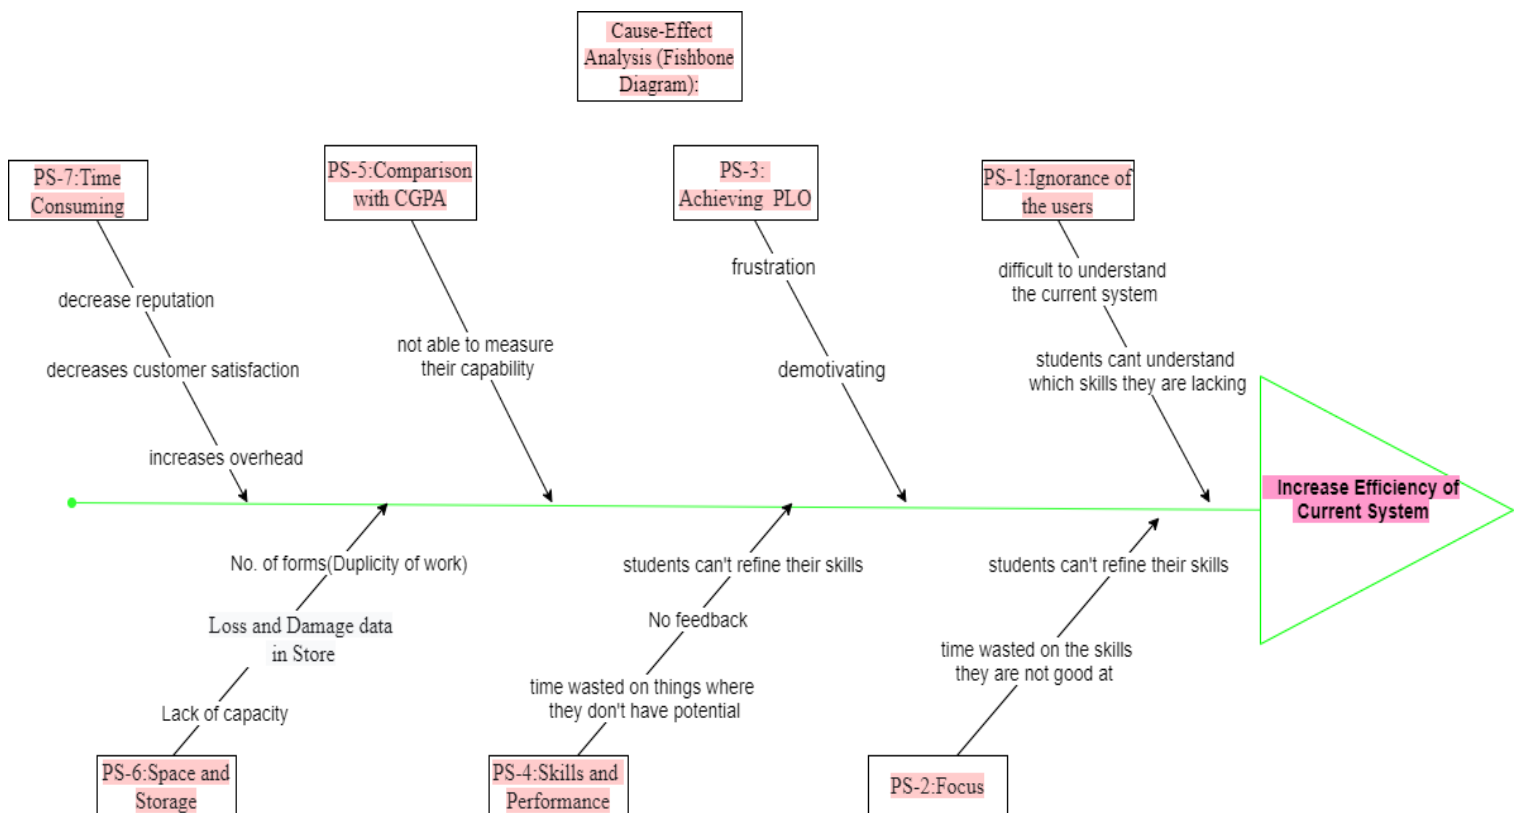 Cause-Effect
Analysis (Fishbone
Diagram):
PS-7:Time
Consuming
PS-5:Comparison
with CGPA
PS-3:
Achieving PLO
PS-1:Ignorance of
the users
decrease reputation
decreases customer satisfaction
increases overhead
not able to measure
their capability
frustration
demotivating
difficult to understand
the current system
students cant understand
which skills they are lacking
Increase Efficiency of
Current System
No. of forms(Duplicity of work)
Loss and Damage data
in Store
Lack of capacity
students can't refine their skills
No feedback
time wasted on things where
they don't have potential
students can't refine their skills
time wasted on the skills
they are not good at
PS-6:Space and
Storage
PS-4:Skills and
Performance
PS-2:Focus